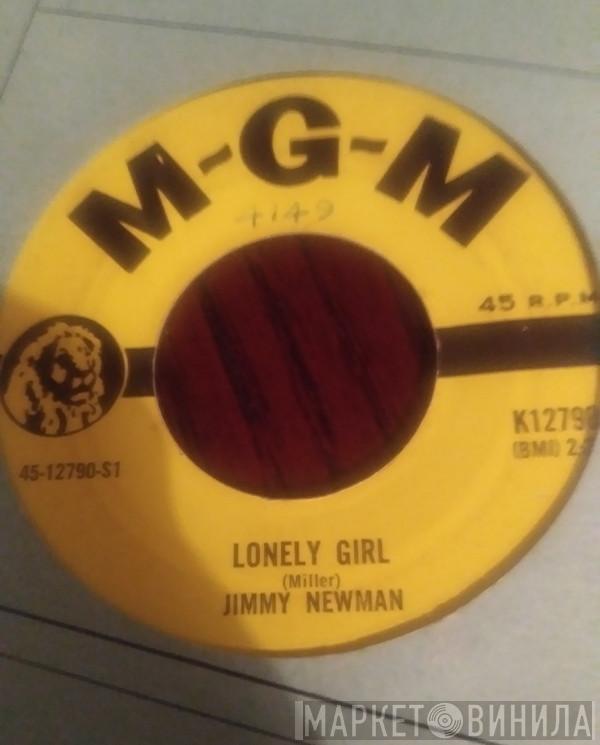 M-G-M
4149
45 R.P.M
K12790
(BMI)
45-12790-S1
LONELY GIRL
(Miller)
JIMMY NEWMAN
МАРКЕТ ВИНИЛА